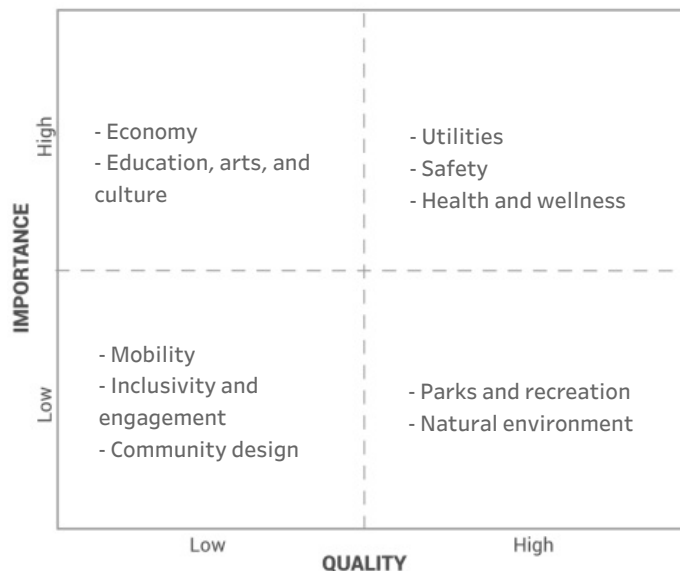 High
- Economy
- Education, arts, and
culture
- Utilities
- Safety
- Health and wellness
IMPORTANCE
Low
- Mobility
- Inclusivity and
engagement
- Community design
- Parks and recreation
- Natural environment
Low
High
QUALITY